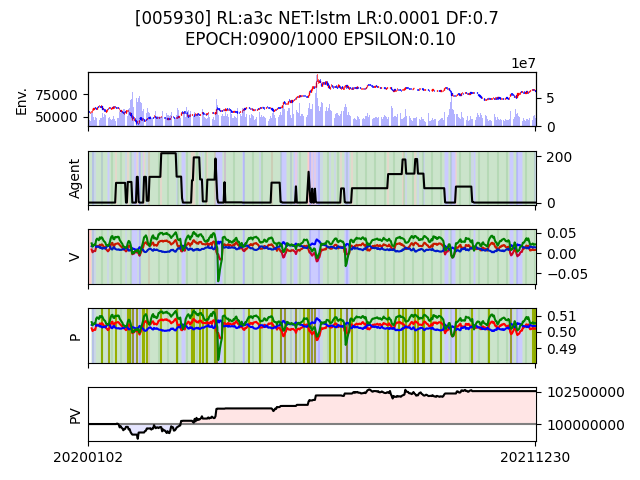 [005930] RL:a3c NET:lstm LR:0.0001 DF:0.7
EPOCH:0900/1000 EPSILON:0.10
1e7
Env.
75000
50000
5
0
Agent
200
0
V
0.05
0.00
−0.05
P
0.51
0.50
0.49
PV
102500000
100000000
20200102
20211230